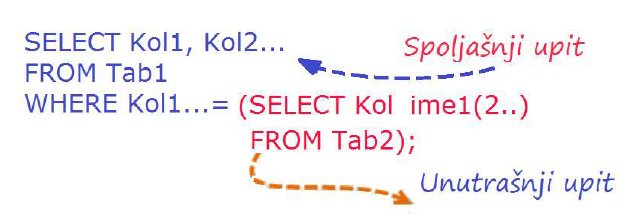 SELECT Kol1, Kol2...
Spoljašnji upit
FROM Tab1
WHERE Kol1...= (SELECT Kol ime1(2..)
FROM Tab2);
Unutrašnji upit